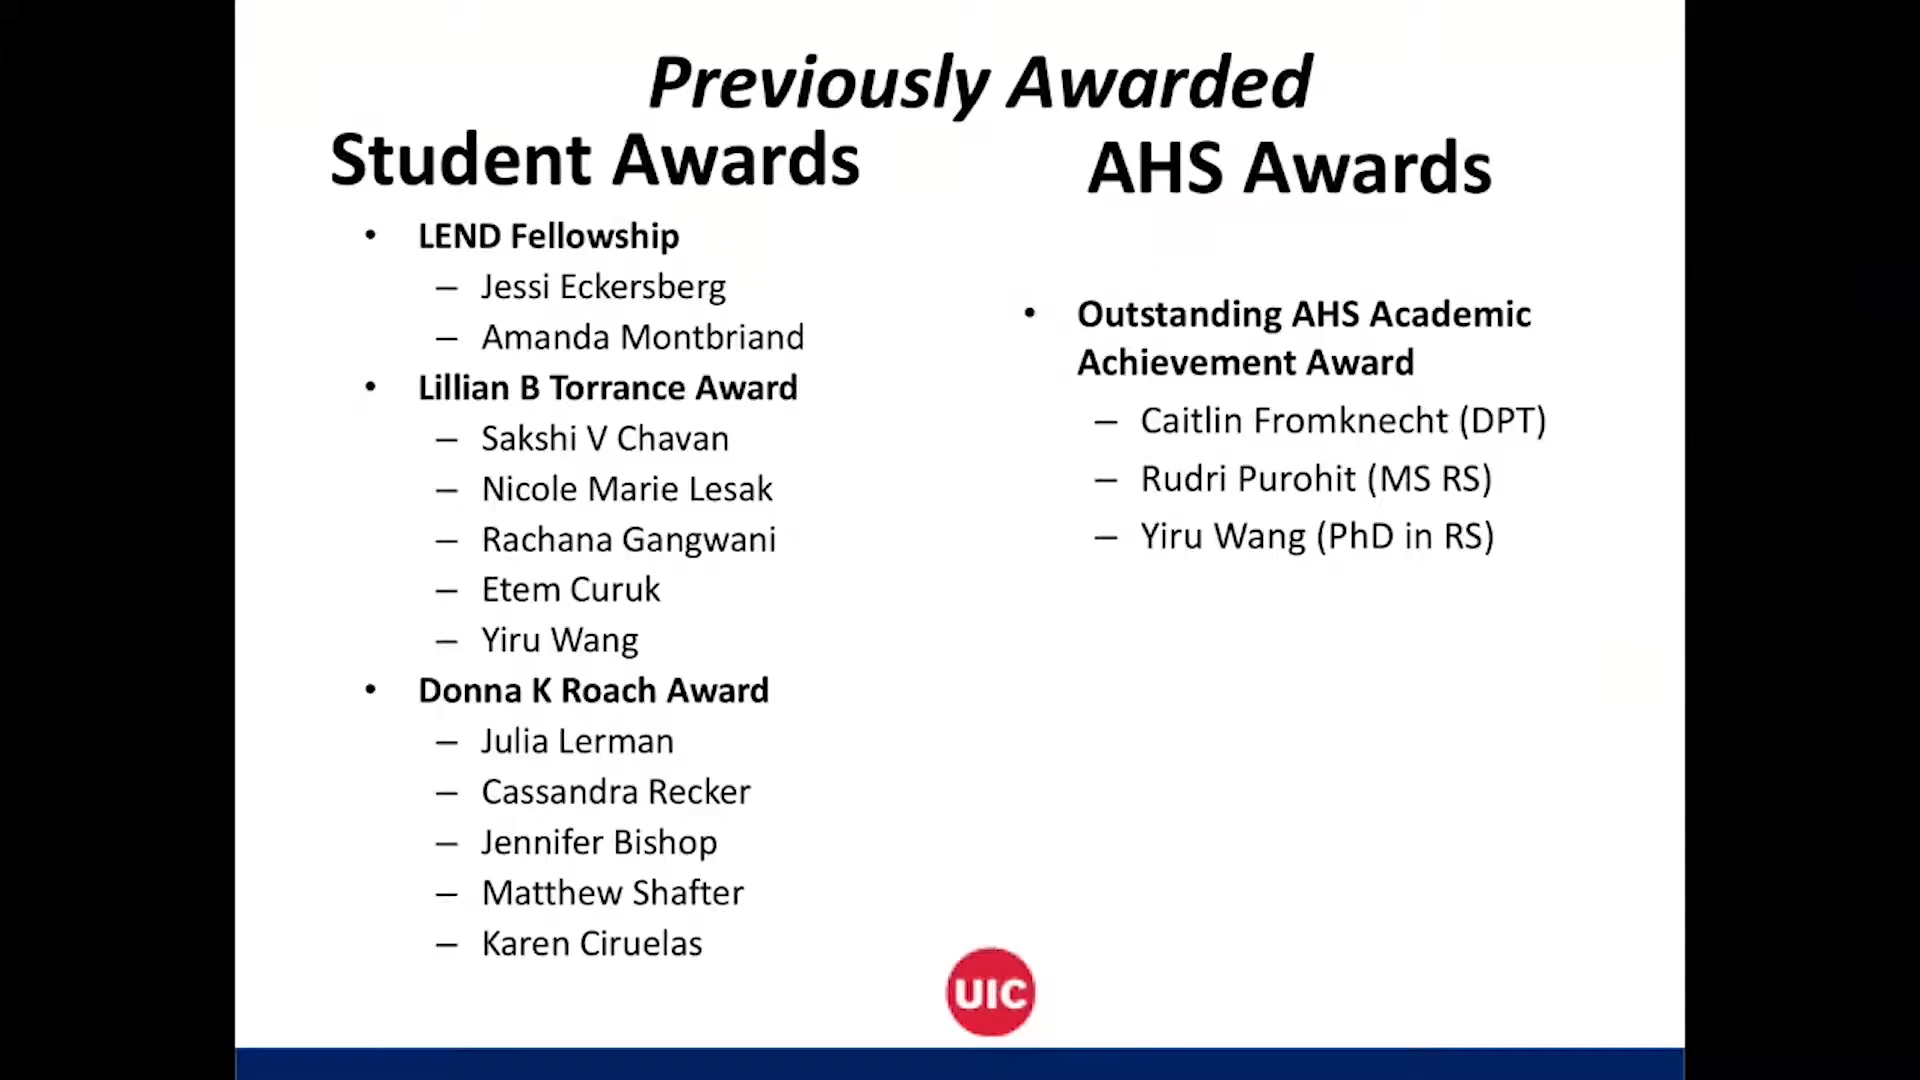 Previously Awarded
Student Awards
• LEND Fellowship
– Jessi Eckersberg
– Amanda Montbriand
• Lillian B Torrance Award
– Sakshi V Chavan
– Nicole Marie Lesak
– Rachana Gangwani
– Etem Curuk
– Yiru Wang
• Donna K Roach Award
– Julia Lerman
– Cassandra Recker
– Jennifer Bishop
– Matthew Shafter
– Karen Ciruelas
AHS Awards
• Outstanding AHS Academic
Achievement Award
– Caitlin Fromknecht (DPT)
– Rudri Purohit (MS RS)
– Yiru Wang (PhD in RS)
UIC